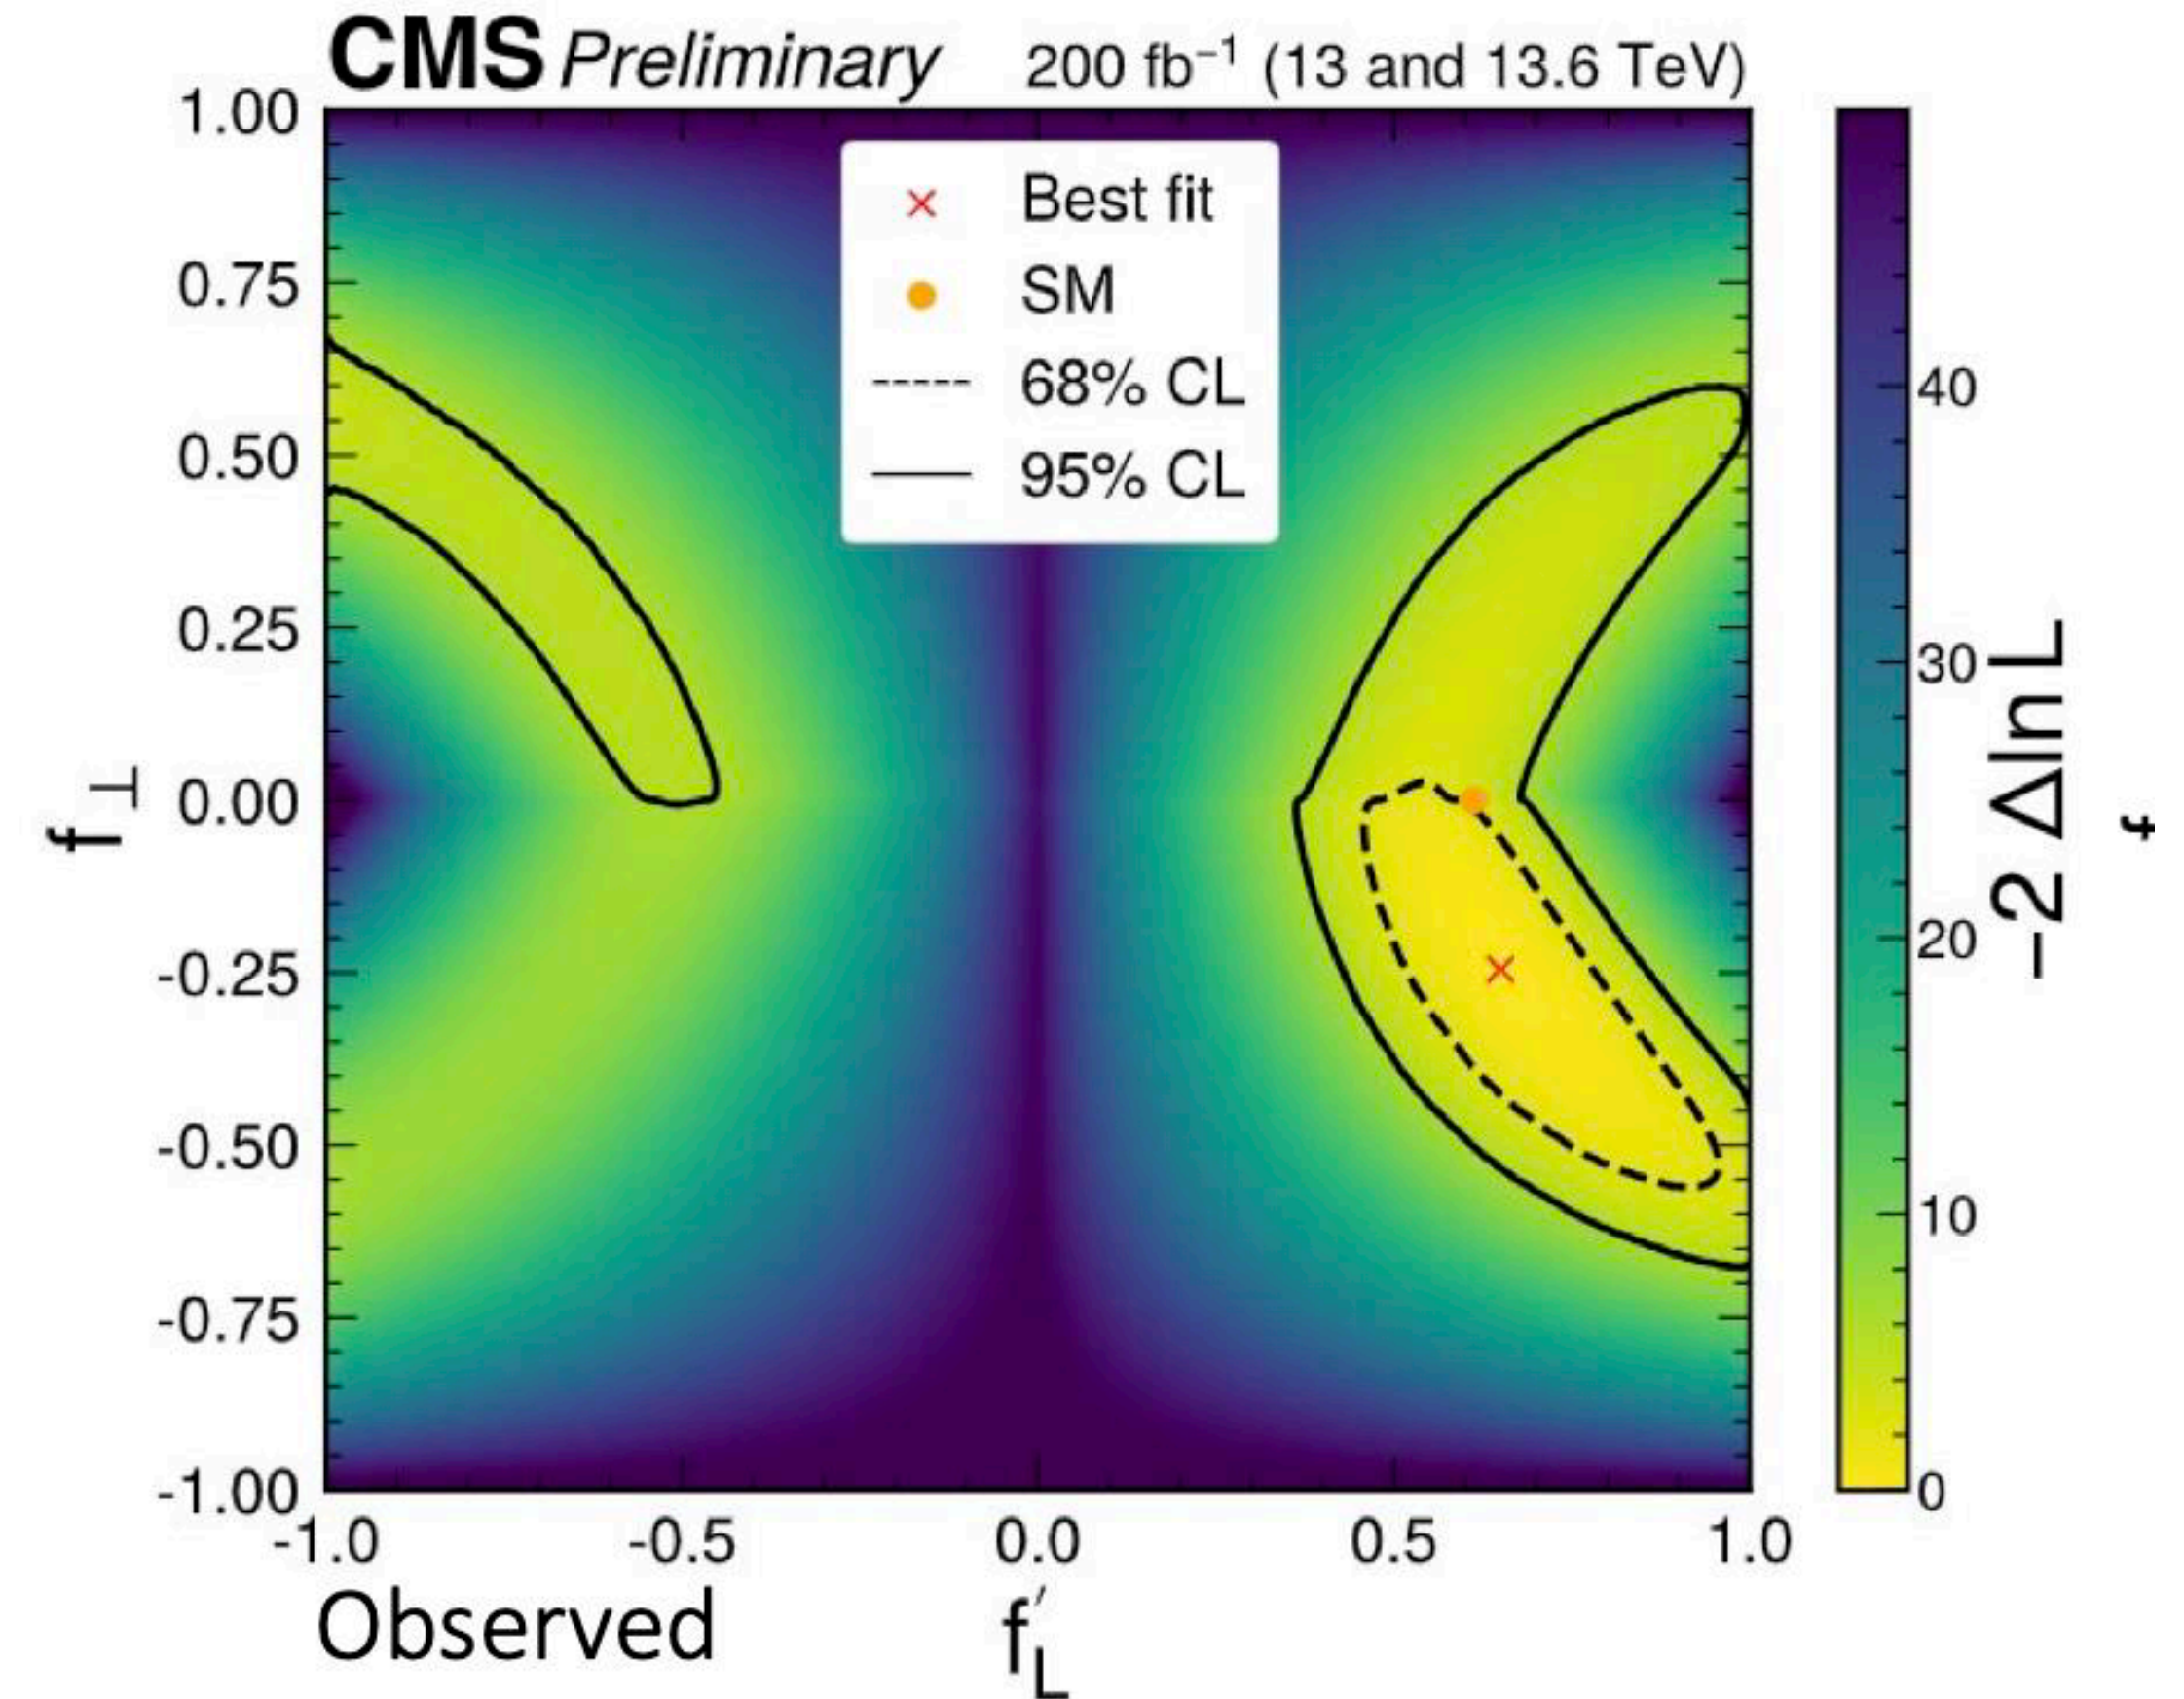 CMS Preliminary 200 fb⁻¹ (13 and 13.6 TeV)
1.00
0.75
0.50
0.25
0.00
-0.25
-0.50
-0.75
-1.00
f⊥
Best fit
SM
68% CL
95% CL
-1.0 -0.5 0.0 0.5 1.0
Observed f′L
40
30
20
10
0
−2 Δln L
f